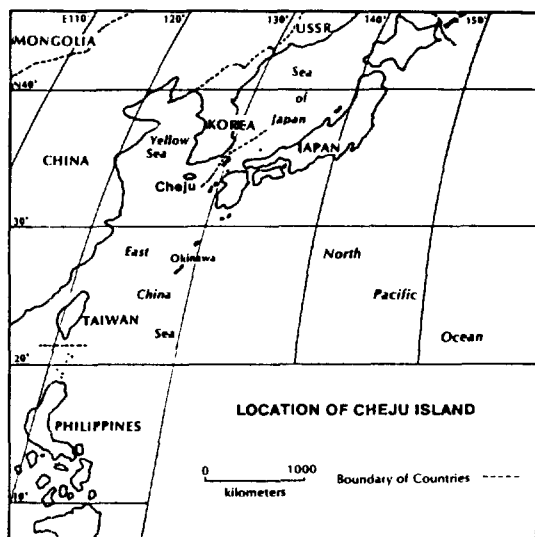 E110° 120° 130° 140° 150°
MONGOLIA
USSR
N40°
Sea
of
Japan
KOREA
Yellow
Sea
JAPAN
CHINA
Cheju
30°
East
Okinawa
North
China
Pacific
TAIWAN
Sea
Ocean
20°
LOCATION OF CHEJU ISLAND
PHILIPPINES
0 1000
kilometers
Boundary of Countries
10°